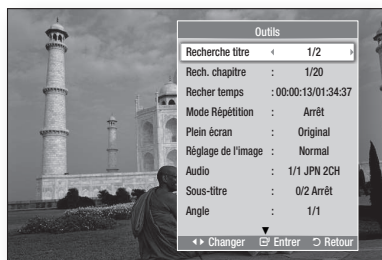 Outils
Recherche titre ◄ 1/2 ►
Rech. chapitre : 1/20
Recher temps : 00:00:13/01:34:37
Mode Répétition : Arrêt
Plein écran : Original
Réglage de l'image : Normal
Audio : 1/1 JPN 2CH
Sous-titre : 0/2 Arrêt
Angle : 1/1
▼
◄► Changer Entrer Retour